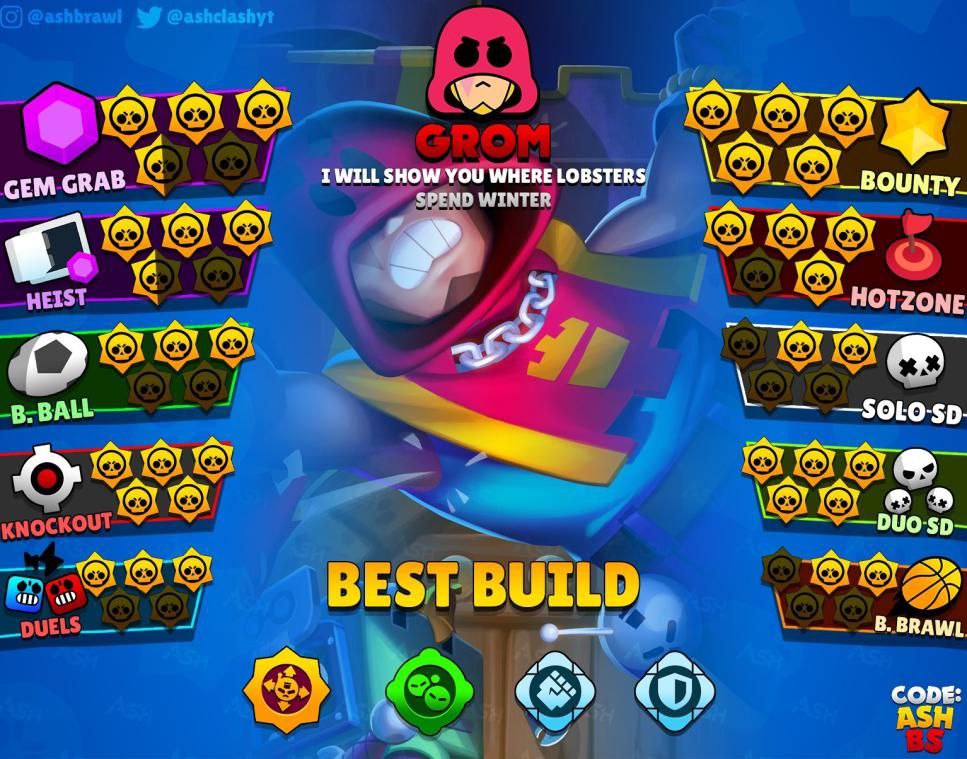 @ashbrawl @ashclashyt
GROM
I WILL SHOW YOU WHERE LOBSTERS
SPEND WINTER
GEM GRAB
HEIST
B. BALL
KNOCKOUT
DUELS
BOUNTY
HOTZONE
SOLO SD
DUO SD
B. BRAWL
BEST BUILD
CODE:
ASH
BS